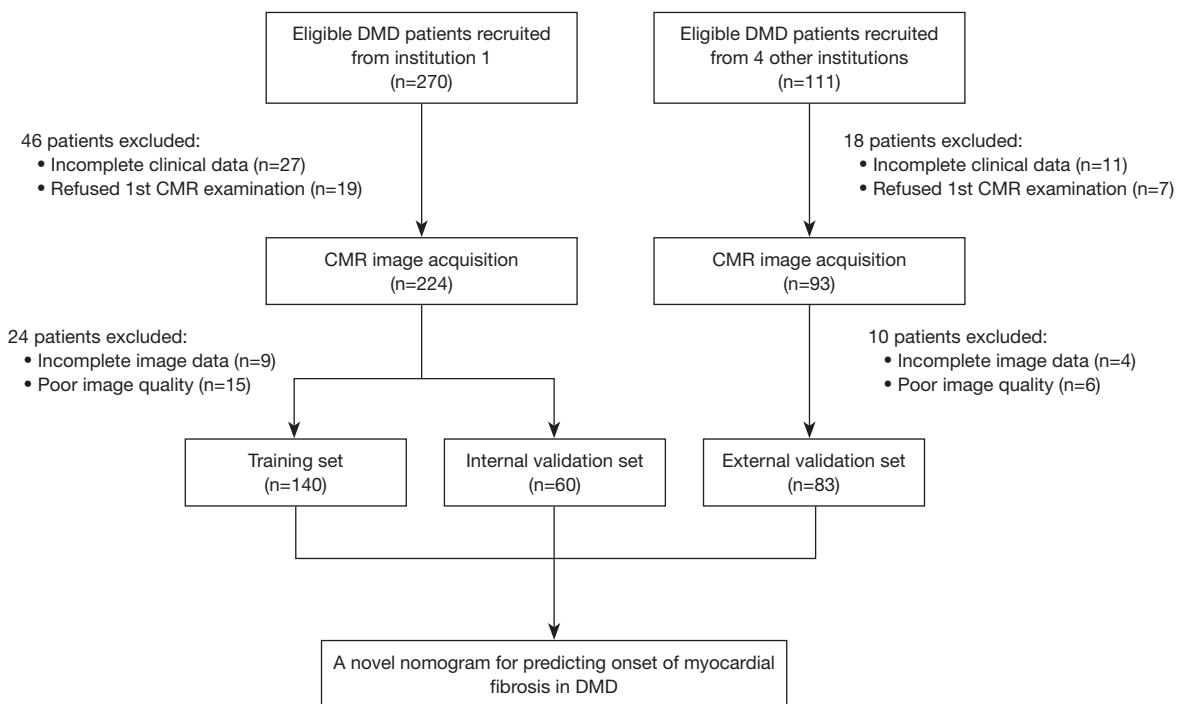 Eligible DMD patients recruited
from institution 1
(n=270)
Eligible DMD patients recruited
from 4 other institutions
(n=111)
46 patients excluded:
• Incomplete clinical data (n=27)
• Refused 1st CMR examination (n=19)
18 patients excluded:
• Incomplete clinical data (n=11)
• Refused 1st CMR examination (n=7)
CMR image acquisition
(n=224)
CMR image acquisition
(n=93)
24 patients excluded:
• Incomplete image data (n=9)
• Poor image quality (n=15)
10 patients excluded:
• Incomplete image data (n=4)
• Poor image quality (n=6)
Training set
(n=140)
Internal validation set
(n=60)
External validation set
(n=83)
A novel nomogram for predicting onset of myocardial
fibrosis in DMD